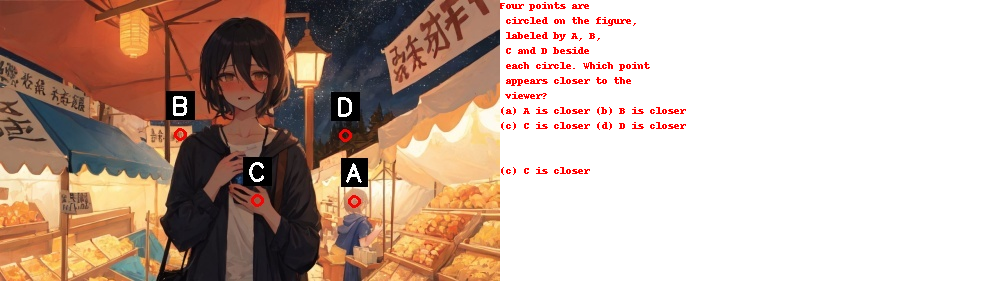 B
D
C
A
Four points are
circled on the figure,
labeled by A, B,
C and D beside
each circle. Which point
appears closer to the
viewer?
(a) A is closer (b) B is closer
(c) C is closer (d) D is closer
(c) C is closer